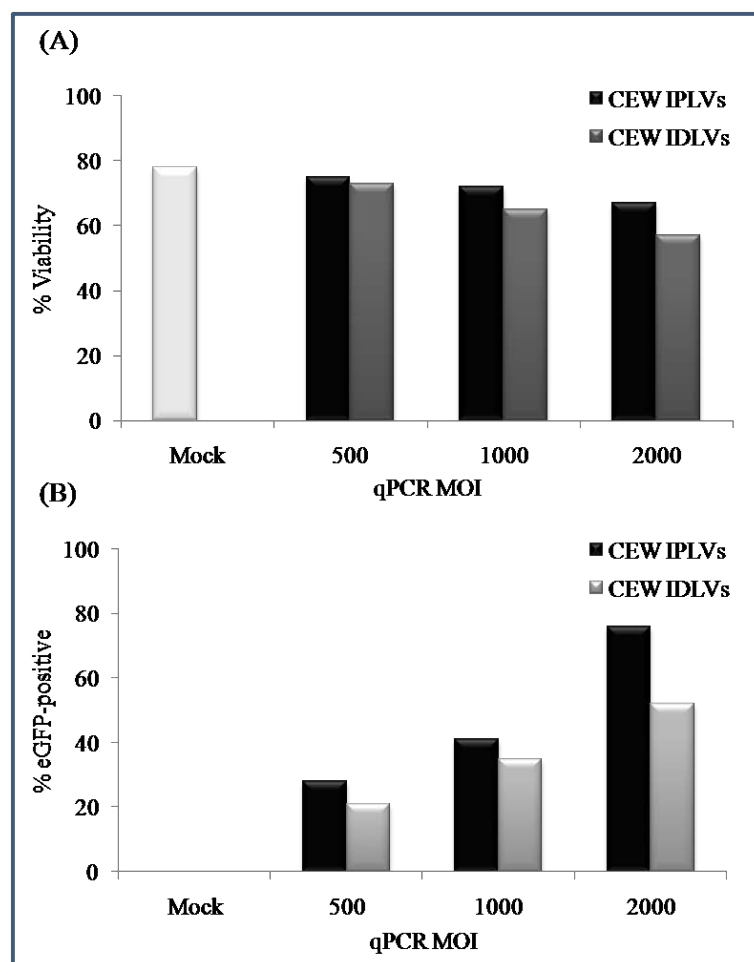 (A)
100
80
60
40
20
0
% Viability
CEW IPLVs
CEW IDLVs
Mock 500 1000 2000
qPCR MOI
(B)
100
80
60
40
20
0
% eGFP-positive
CEW IPLVs
CEW IDLVs
Mock 500 1000 2000
qPCR MOI